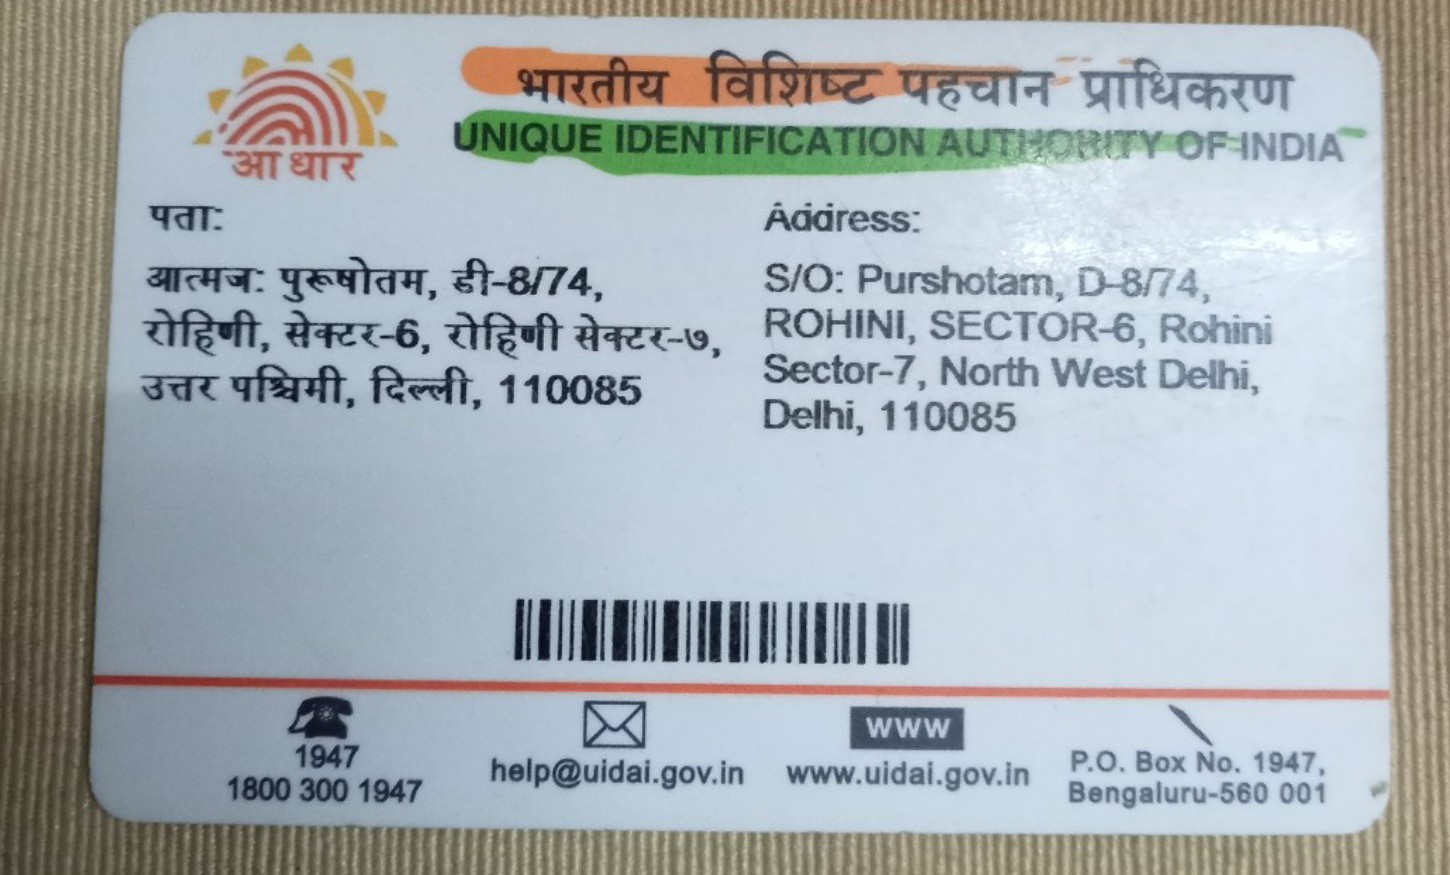 आधार
भारतीय विशिष्ट पहचान प्राधिकरण
UNIQUE IDENTIFICATION AUTHORITY OF INDIA
पता:
आत्मज: पुरूषोतम, डी-8/74,
रोहिणी, सेक्टर-6, रोहिणी सेक्टर-७,
उत्तर पश्चिमी, दिल्ली, 110085
Address:
S/O: Purshotam, D-8/74,
ROHINI, SECTOR-6, Rohini
Sector-7, North West Delhi,
Delhi, 110085
1947
1800 300 1947
help@uidai.gov.in
www
www.uidai.gov.in
P.O. Box No. 1947,
Bengaluru-560 001